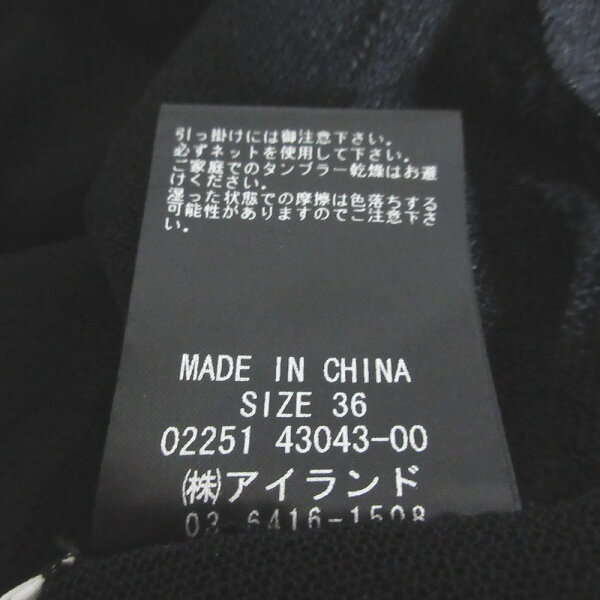 引っ掛けには御注意下さい。
必ずネットを使用して下さい。
ご家庭でのタンブラー乾燥はお避
けください。
湿った状態での摩擦は色落ちする
可能性がありますのでご注意下さ
い。
MADE IN CHINA
SIZE 36
02251 43043-00
㈱アイランド
03-6416-1508